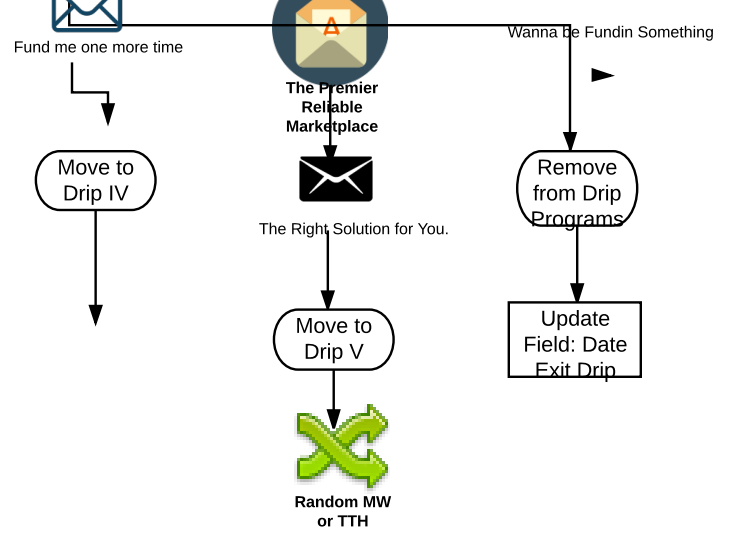 Fund me one more time
Wanna be Fundin Something
The Premier
Reliable
Marketplace
Move to
Drip IV
Remove
from Drip
Programs
The Right Solution for You.
Move to
Drip V
Update
Field: Date
Exit Drip
Random MW
or TTH